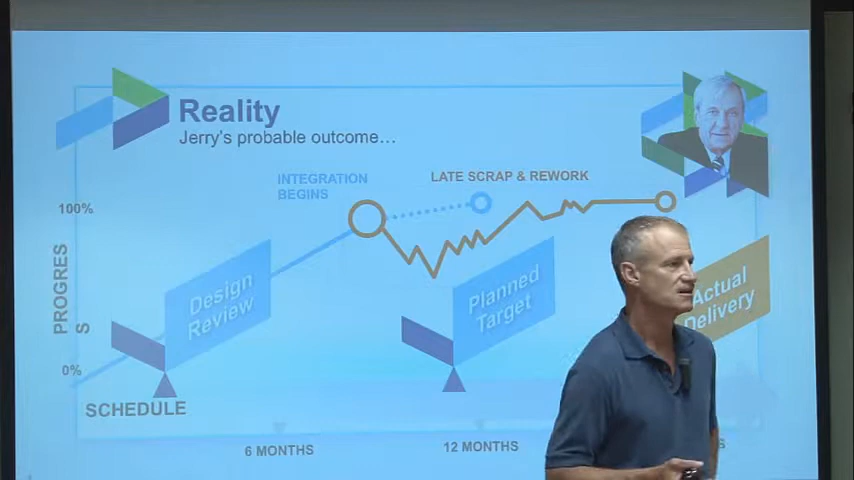 Reality
Jerry's probable outcome…
INTEGRATION
BEGINS
LATE SCRAP & REWORK
100%
PROGRES
S
Design
Review
Planned
Target
Actual
Delivery
0%
SCHEDULE
6 MONTHS
12 MONTHS